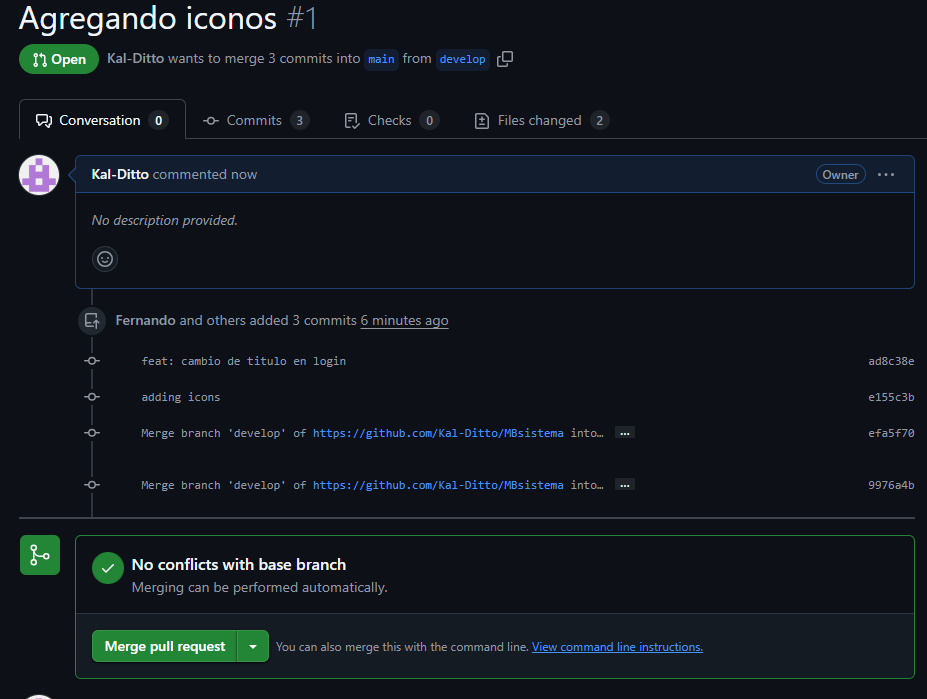 Agregando iconos #1
Open Kal-Ditto wants to merge 3 commits into main from develop
Conversation 0 Commits 3 Checks 0 Files changed 2
Kal-Ditto commented now Owner ...
No description provided.
Fernando and others added 3 commits 6 minutes ago
feat: cambio de titulo en login ad8c38e
adding icons e155c3b
Merge branch 'develop' of https://github.com/Kal-Ditto/MBsistema into… ... efa5f70
Merge branch 'develop' of https://github.com/Kal-Ditto/MBsistema into… ... 9976a4b
No conflicts with base branch
Merging can be performed automatically.
Merge pull request You can also merge this with the command line. View command line instructions.